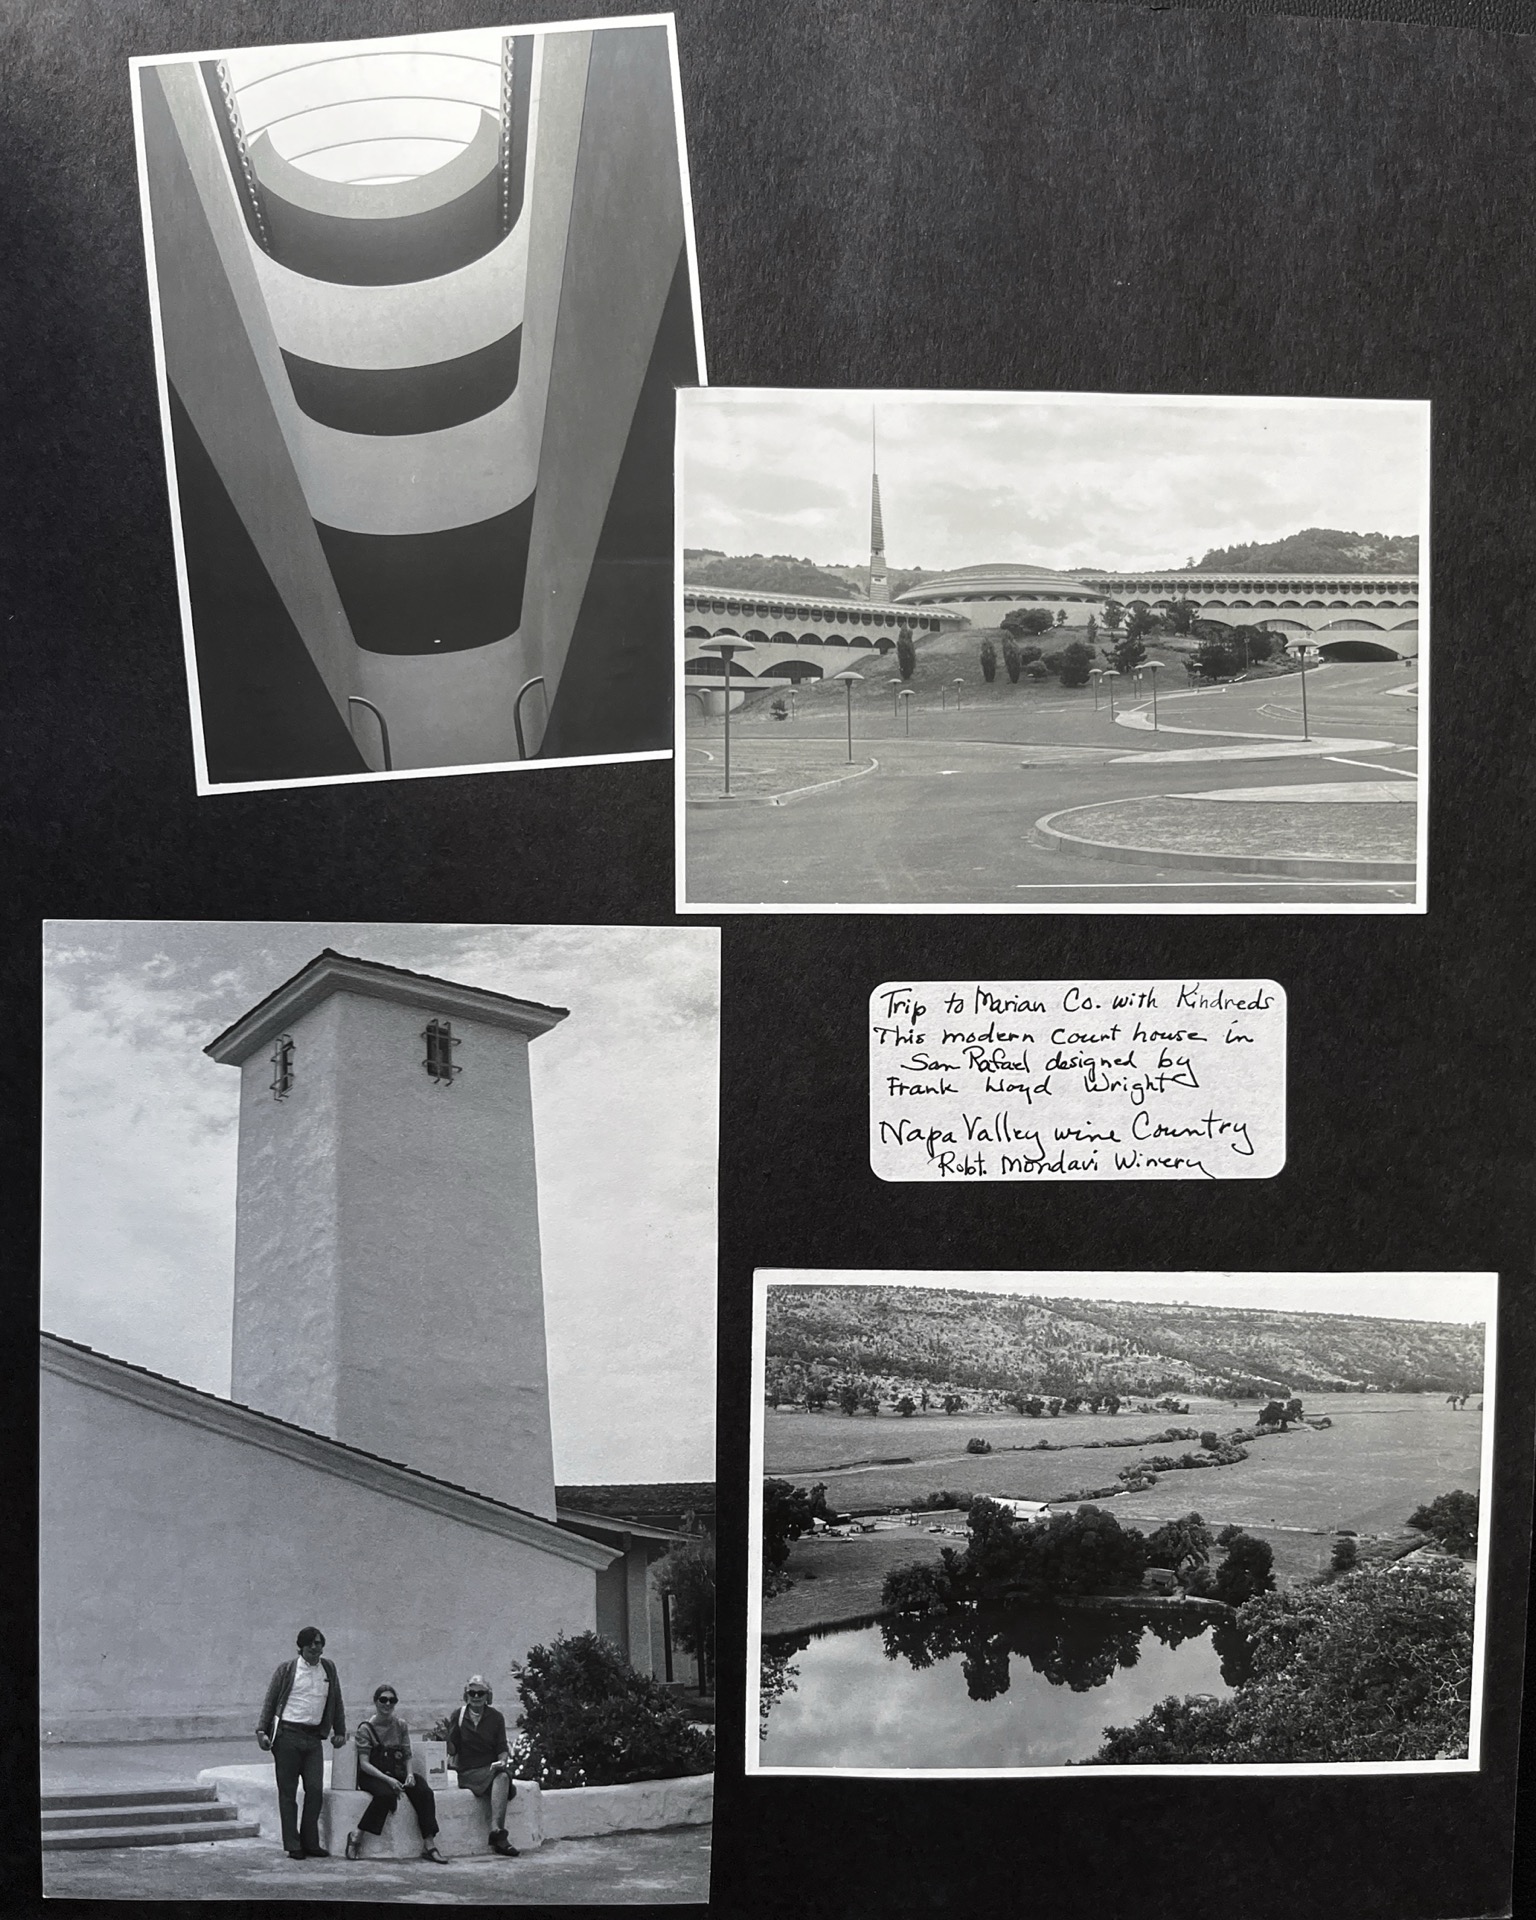 Trip to Marian Co. with Kindreds
This modern Court house in
San Rafael designed by
Frank Lloyd Wright
Napa Valley wine Country
Robt. Mondavi Winery